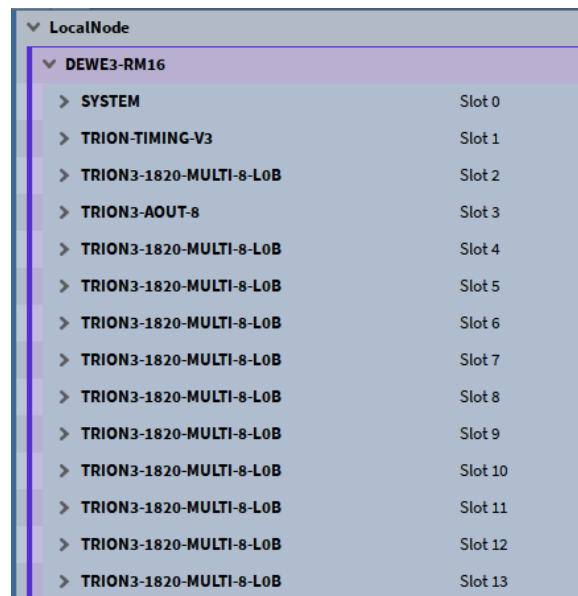 LocalNode
DEWE3-RM16
SYSTEM Slot 0
TRION-TIMING-V3 Slot 1
TRION3-1820-MULTI-8-L0B Slot 2
TRION3-AOUT-8 Slot 3
TRION3-1820-MULTI-8-L0B Slot 4
TRION3-1820-MULTI-8-L0B Slot 5
TRION3-1820-MULTI-8-L0B Slot 6
TRION3-1820-MULTI-8-L0B Slot 7
TRION3-1820-MULTI-8-L0B Slot 8
TRION3-1820-MULTI-8-L0B Slot 9
TRION3-1820-MULTI-8-L0B Slot 10
TRION3-1820-MULTI-8-L0B Slot 11
TRION3-1820-MULTI-8-L0B Slot 12
TRION3-1820-MULTI-8-L0B Slot 13